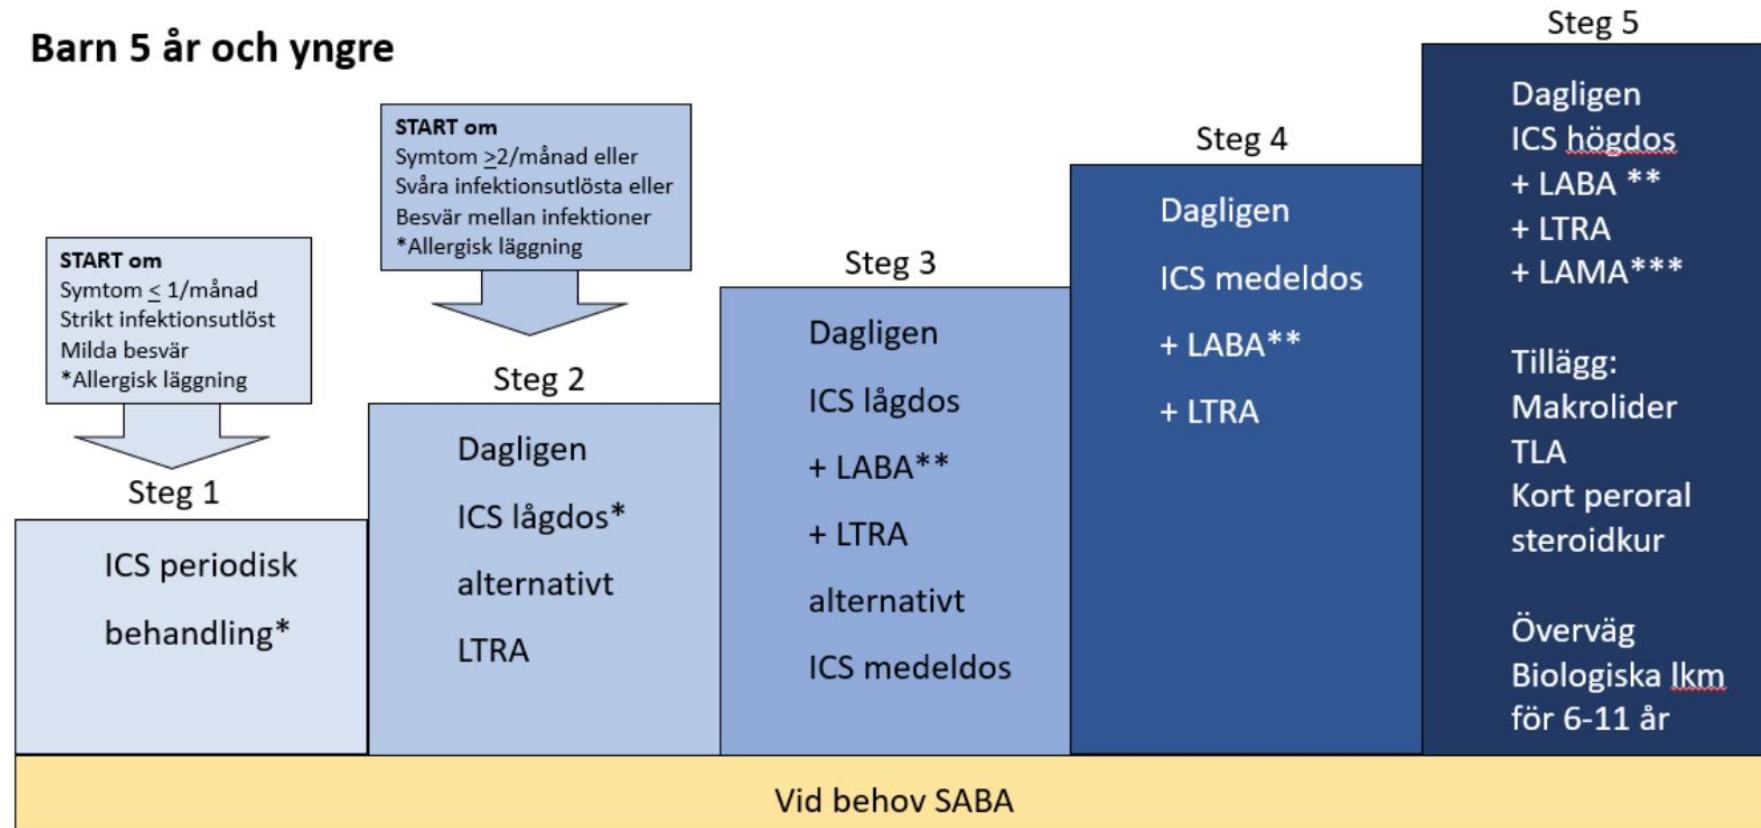 Barn 5 år och yngre
START om
Symtom < 1/månad
Strikt infektionsutlöst
Milda besvär
*Allergisk läggning
Steg 1
ICS periodisk
behandling*
START om
Symtom >2/månad eller
Svåra infektionsutlösta eller
Besvär mellan infektioner
*Allergisk läggning
Steg 2
Dagligen
ICS lågdos*
alternativt
LTRA
Steg 3
Dagligen
ICS lågdos
+ LABA**
+ LTRA
alternativt
ICS medeldos
Steg 4
Dagligen
ICS medeldos
+ LABA**
+ LTRA
Steg 5
Dagligen
ICS högdos
+ LABA **
+ LTRA
+ LAMA***
Tillägg:
Makrolider
TLA
Kort peroral
steroidkur
Överväg
Biologiska lkm
för 6-11 år
Vid behov SABA